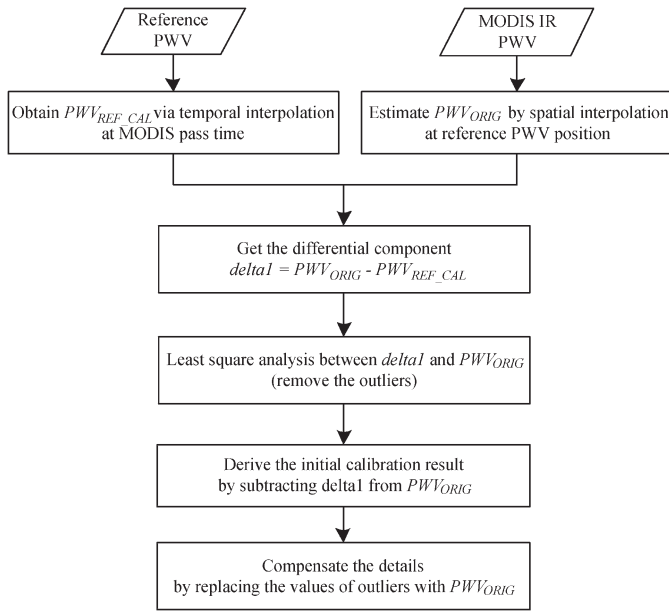 Reference
PWV
MODIS IR
PWV
Obtain PWV_REF_CAL via temporal interpolation
at MODIS pass time
Estimate PWV_ORIG by spatial interpolation
at reference PWV position
Get the differential component
delta1 = PWV_ORIG - PWV_REF_CAL
Least square analysis between delta1 and PWV_ORIG
(remove the outliers)
Derive the initial calibration result
by subtracting delta1 from PWV_ORIG
Compensate the details
by replacing the values of outliers with PWV_ORIG